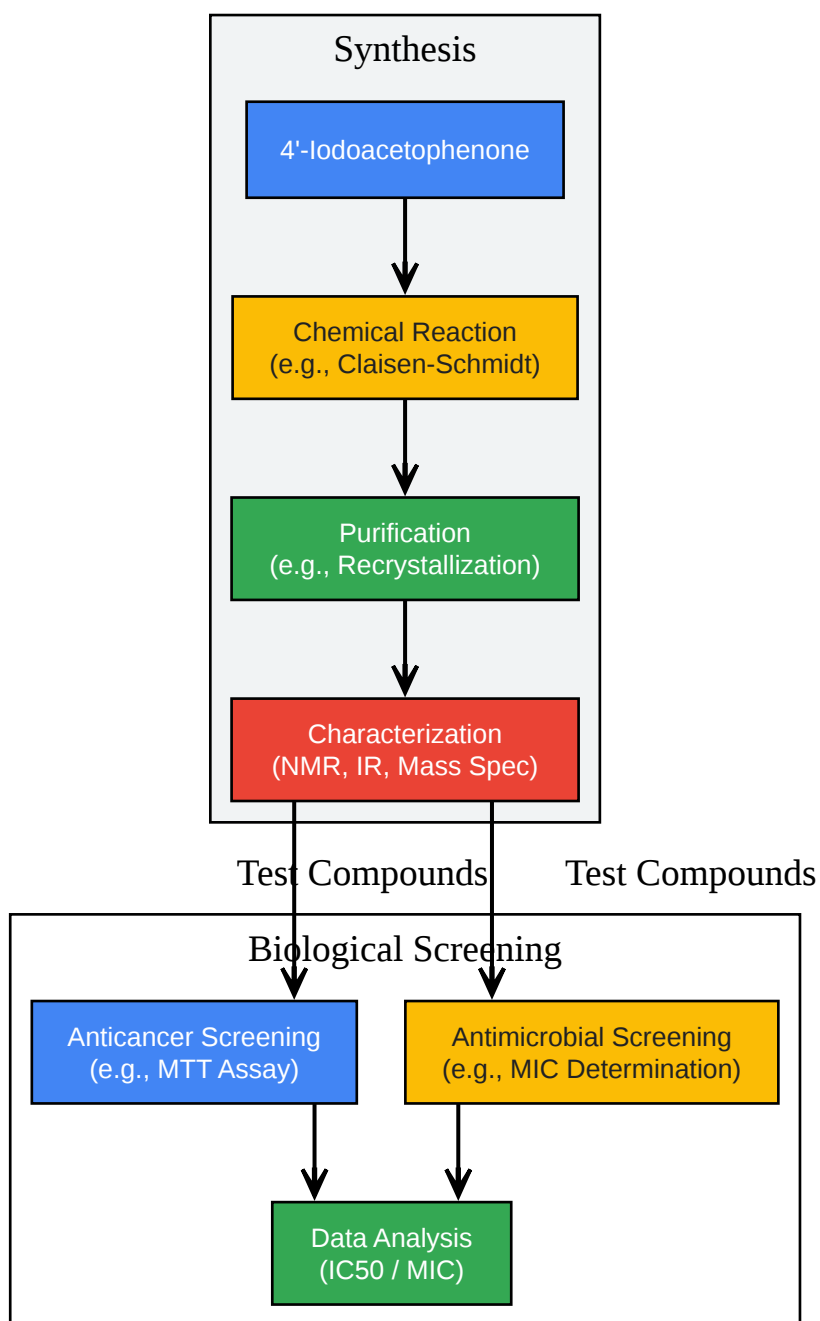 Synthesis
4'-Iodoacetophenone
Chemical Reaction
(e.g., Claisen-Schmidt)
Purification
(e.g., Recrystallization)
Characterization
(NMR, IR, Mass Spec)
Test Compounds
Test Compounds
Biological Screening
Anticancer Screening
(e.g., MTT Assay)
Antimicrobial Screening
(e.g., MIC Determination)
Data Analysis
(IC50 / MIC)